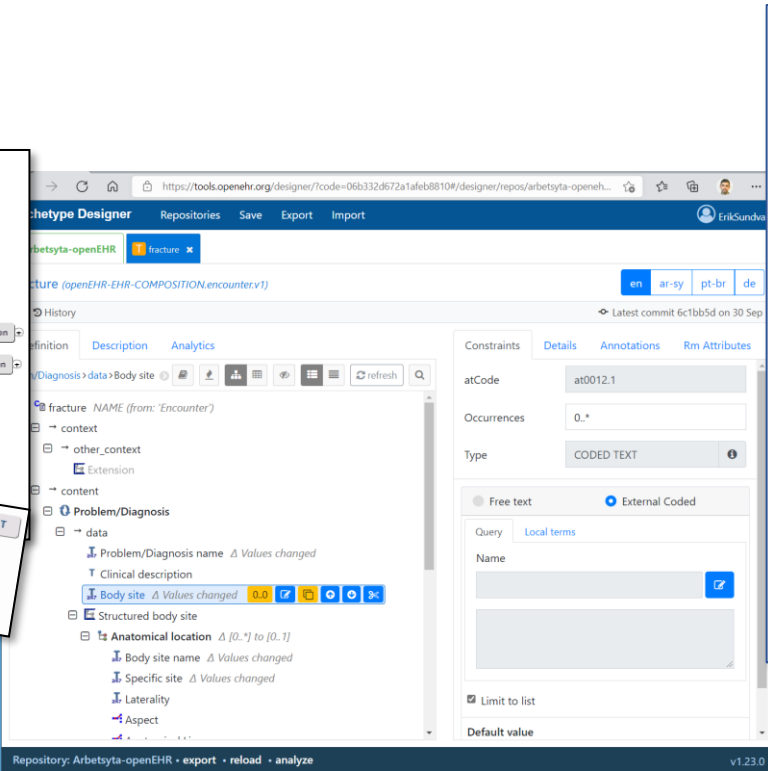 https://tools.openehr.org/designer/?code=06b332d672a1afeb8810#/designer/repos/arbetsyta-openeh...
chetype Designer Repositories Save Export Import ErikSundva
rbetsyta-openEHR T fracture ×
cture (openEHR-EHR-COMPOSITION.encounter.v1) en ar-sy pt-br de
History Latest commit 6c1bb5d on 30 Sep
on
n
T
efinition Description Analytics
n/Diagnosis›data›Body site refresh
fracture NAME (from: 'Encounter')
context
other_context
Extension
content
Problem/Diagnosis
data
Problem/Diagnosis name Δ Values changed
T Clinical description
Body site Δ Values changed 0..0
Structured body site
Anatomical location Δ [0..*] to [0..1]
Body site name Δ Values changed
Specific site Δ Values changed
Laterality
Aspect
Constraints Details Annotations Rm Attributes
atCode at0012.1
Occurrences 0..*
Type CODED TEXT
Free text External Coded
Query Local terms
Name
Limit to list
Default value
Repository: Arbetsyta-openEHR • export • reload • analyze v1.23.0